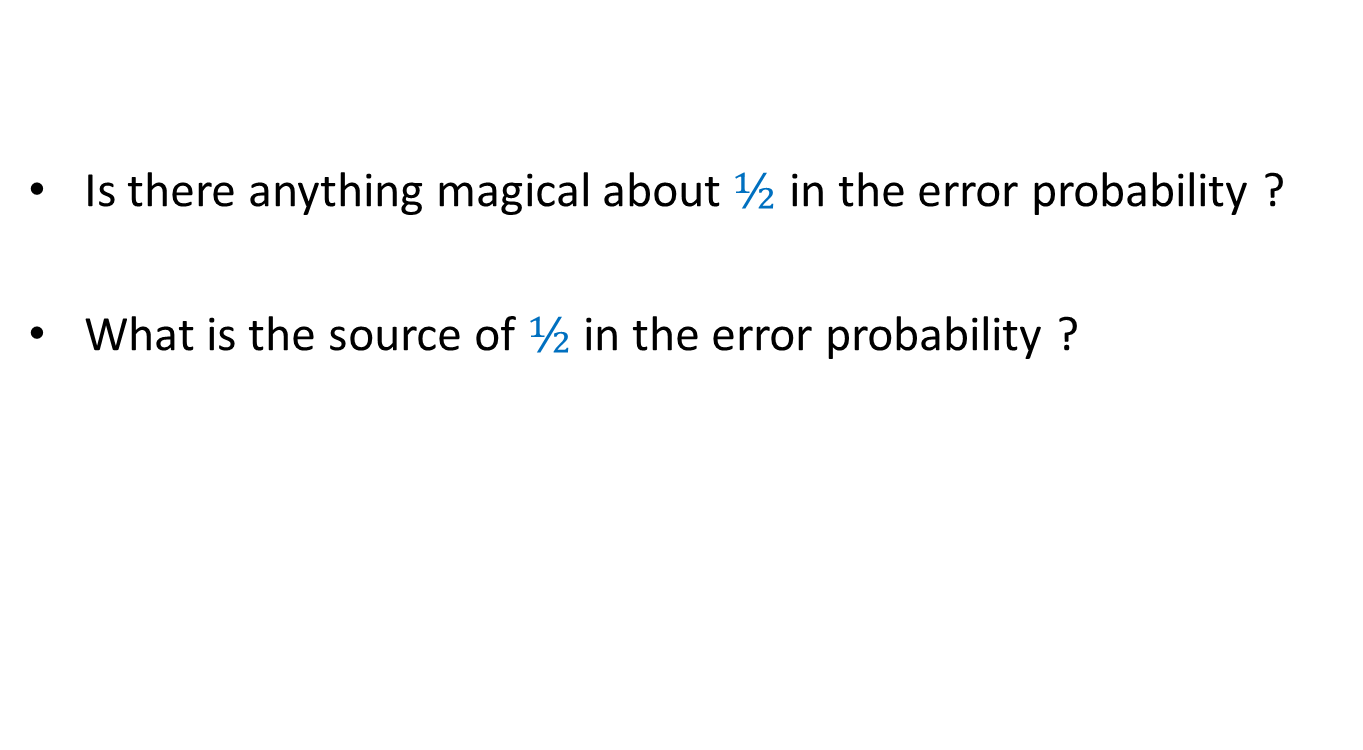 • Is there anything magical about ½ in the error probability ?
• What is the source of ½ in the error probability ?